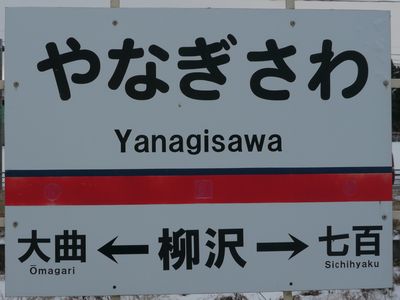 やなぎさわ
Yanagisawa
大曲 ← 柳沢 → 七百
Ōmagari Sichihyaku